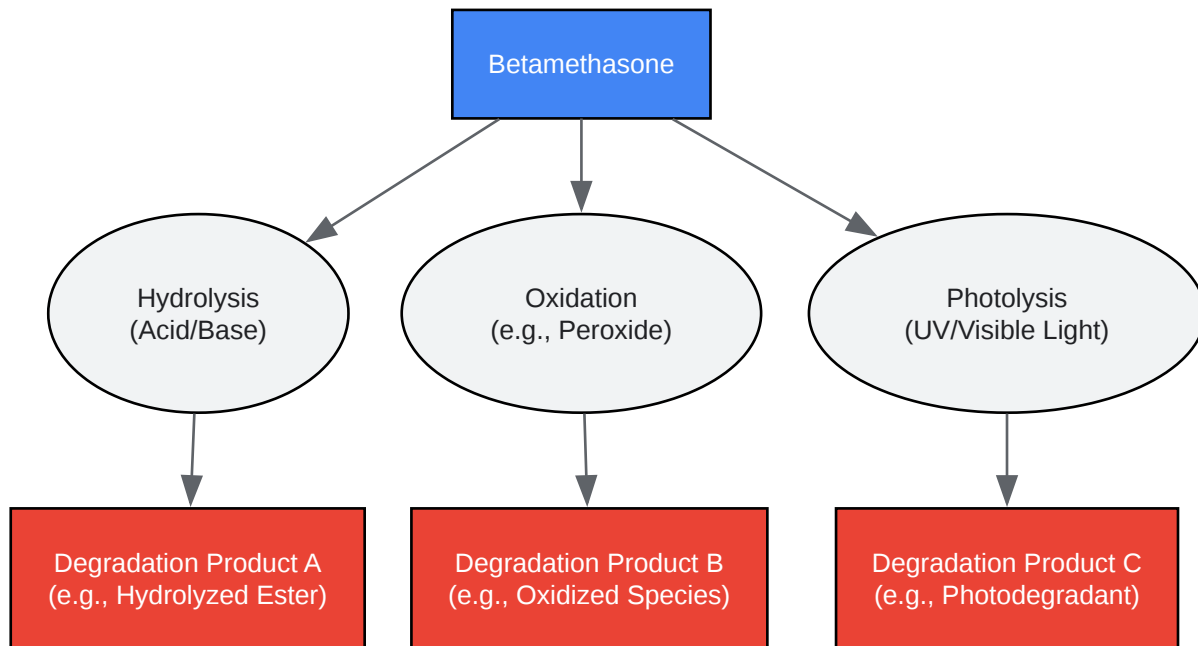 Betamethasone
Hydrolysis
(Acid/Base)
Oxidation
(e.g., Peroxide)
Photolysis
(UV/Visible Light)
Degradation Product A
(e.g., Hydrolyzed Ester)
Degradation Product B
(e.g., Oxidized Species)
Degradation Product C
(e.g., Photodegradant)